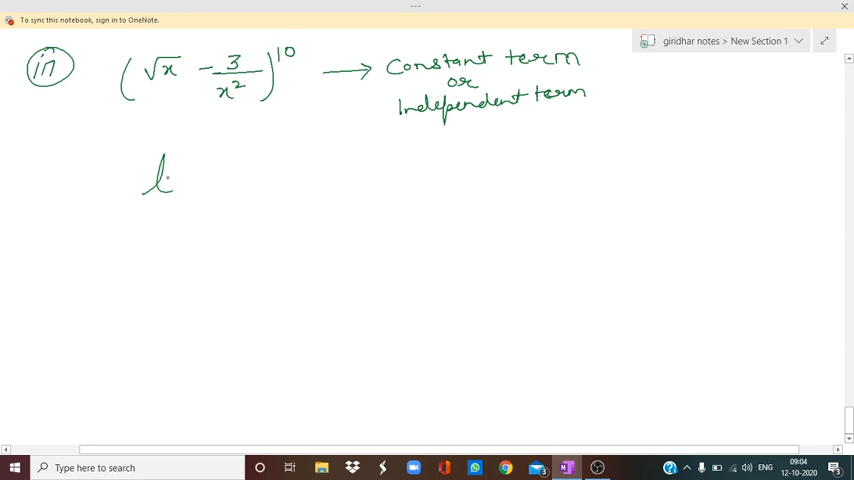 To sync this notebook, sign in to OneNote.
giridhar notes > New Section 1
(√x - 3/x²)^10 → Constant term
or
Independent term
l
Type here to search
ENG
09:04
12-10-2020